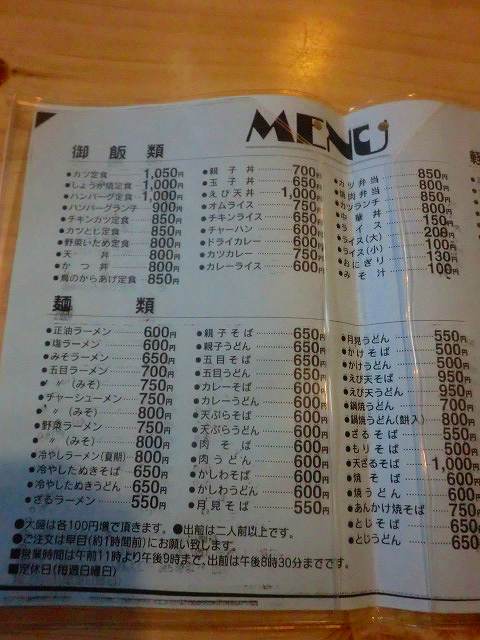 MENU
御飯類
●カツ定食……1,050円
●しょうが焼定食……1,000円
●ハンバーグ定食……1,000円
●ハンバーグランチ……900円
●チキンカツ定食……850円
●カツとじ定食……850円
●野菜いため定食……800円
●天丼……800円
●かつ丼……800円
●鳥のからあげ定食……850円
●親子丼……700円
●玉子丼……650円
●えび天丼……1,000円
●オムライス……750円
●チキンライス……650円
●チャーハン……600円
●ドライカレー……600円
●カツカレー……750円
●カレーライス……600円
●カツ弁当……850円
●焼肉弁当……800円
●カツランチ……850円
●中華丼……800円
●ライス……150円
●ライス(大)……200円
●ライス(小)……100円
●おにぎり……130円
●みそ汁……100円
麺類
●正油ラーメン……600円
●塩ラーメン……600円
●みそラーメン……650円
●五目ラーメン……700円
●〃(みそ)……750円
●チャーシューメン……750円
●〃(みそ)……800円
●野菜ラーメン……750円
●〃(みそ)……800円
●冷やしラーメン(夏期)……800円
●冷やしたぬきそば……650円
●冷やしたぬきうどん……650円
●ざるラーメン……550円
●親子そば……650円
●親子うどん……650円
●五目そば……650円
●五目うどん……650円
●カレーそば……600円
●カレーうどん……600円
●天ぷらそば……600円
●天ぷらうどん……600円
●肉そば……600円
●肉うどん……600円
●かしわそば……550円
●かしわうどん……550円
●月見そば……550円
●月見うどん……550円
●かけそば……500円
●かけうどん……500円
●えび天そば……950円
●えび天うどん……950円
●鍋焼うどん……700円
●鍋焼うどん(餅入)……800円
●ざるそば……550円
●もりそば……500円
●天ざるそば……1,000円
●焼そば……650円
●焼うどん……600円
●あんかけ焼そば……750円
●とじそば……650円
●とじうどん……650
●大盛は各100円増で頂きます。●出前は二人前以上です。
●ご注文は早目(約1時間前)にお願い致します。
■営業時間は午前11時より午後9時まで、出前は午後8時30分までです。
■定休日(毎週日曜日)
軽